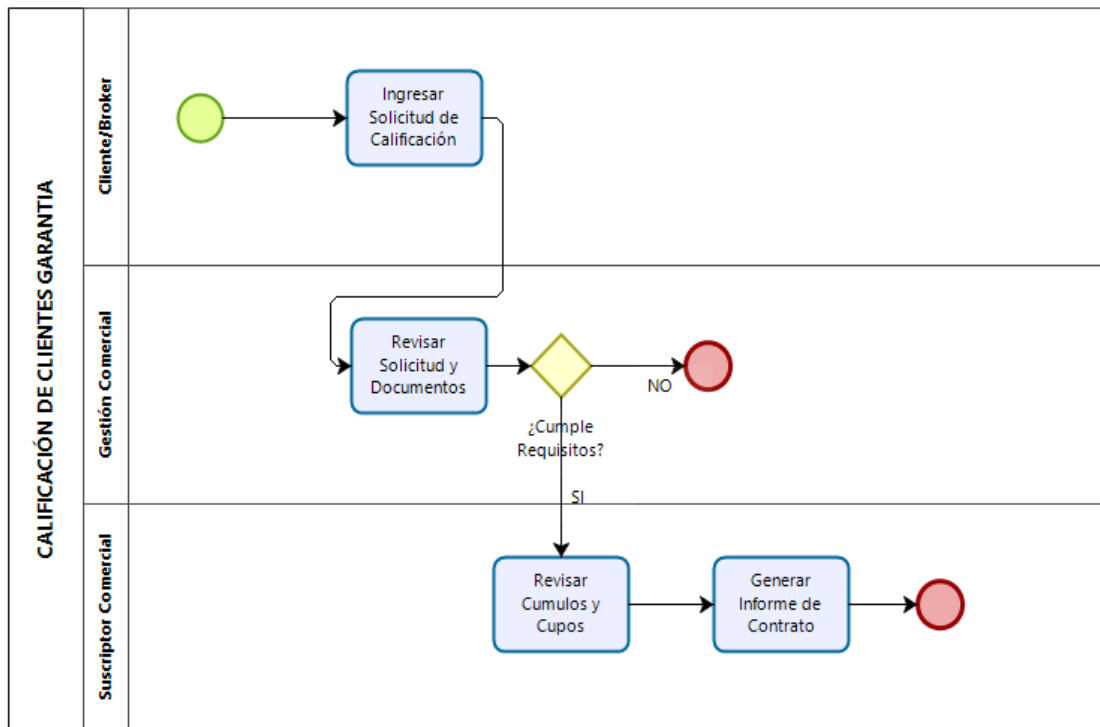 CALIFICACIÓN DE CLIENTES GARANTIA
Cliente/Broker
Ingresar
Solicitud de
Calificación
Gestión Comercial
Revisar
Solicitud y
Documentos
NO
¿Cumple
Requisitos?
SI
Suscriptor Comercial
Revisar
Cumulos y
Cupos
Generar
Informe de
Contrato